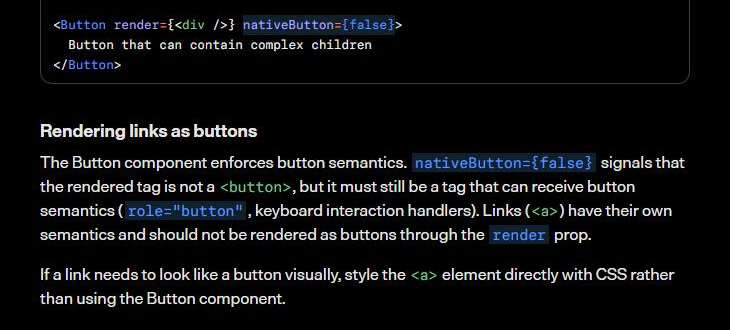 <Button render={<div />} nativeButton={false}>
  Button that can contain complex children
</Button>
Rendering links as buttons
The Button component enforces button semantics. nativeButton={false} signals that
the rendered tag is not a <button>, but it must still be a tag that can receive button
semantics (role="button", keyboard interaction handlers). Links (<a>) have their own
semantics and should not be rendered as buttons through the render prop.
If a link needs to look like a button visually, style the <a> element directly with CSS rather
than using the Button component.